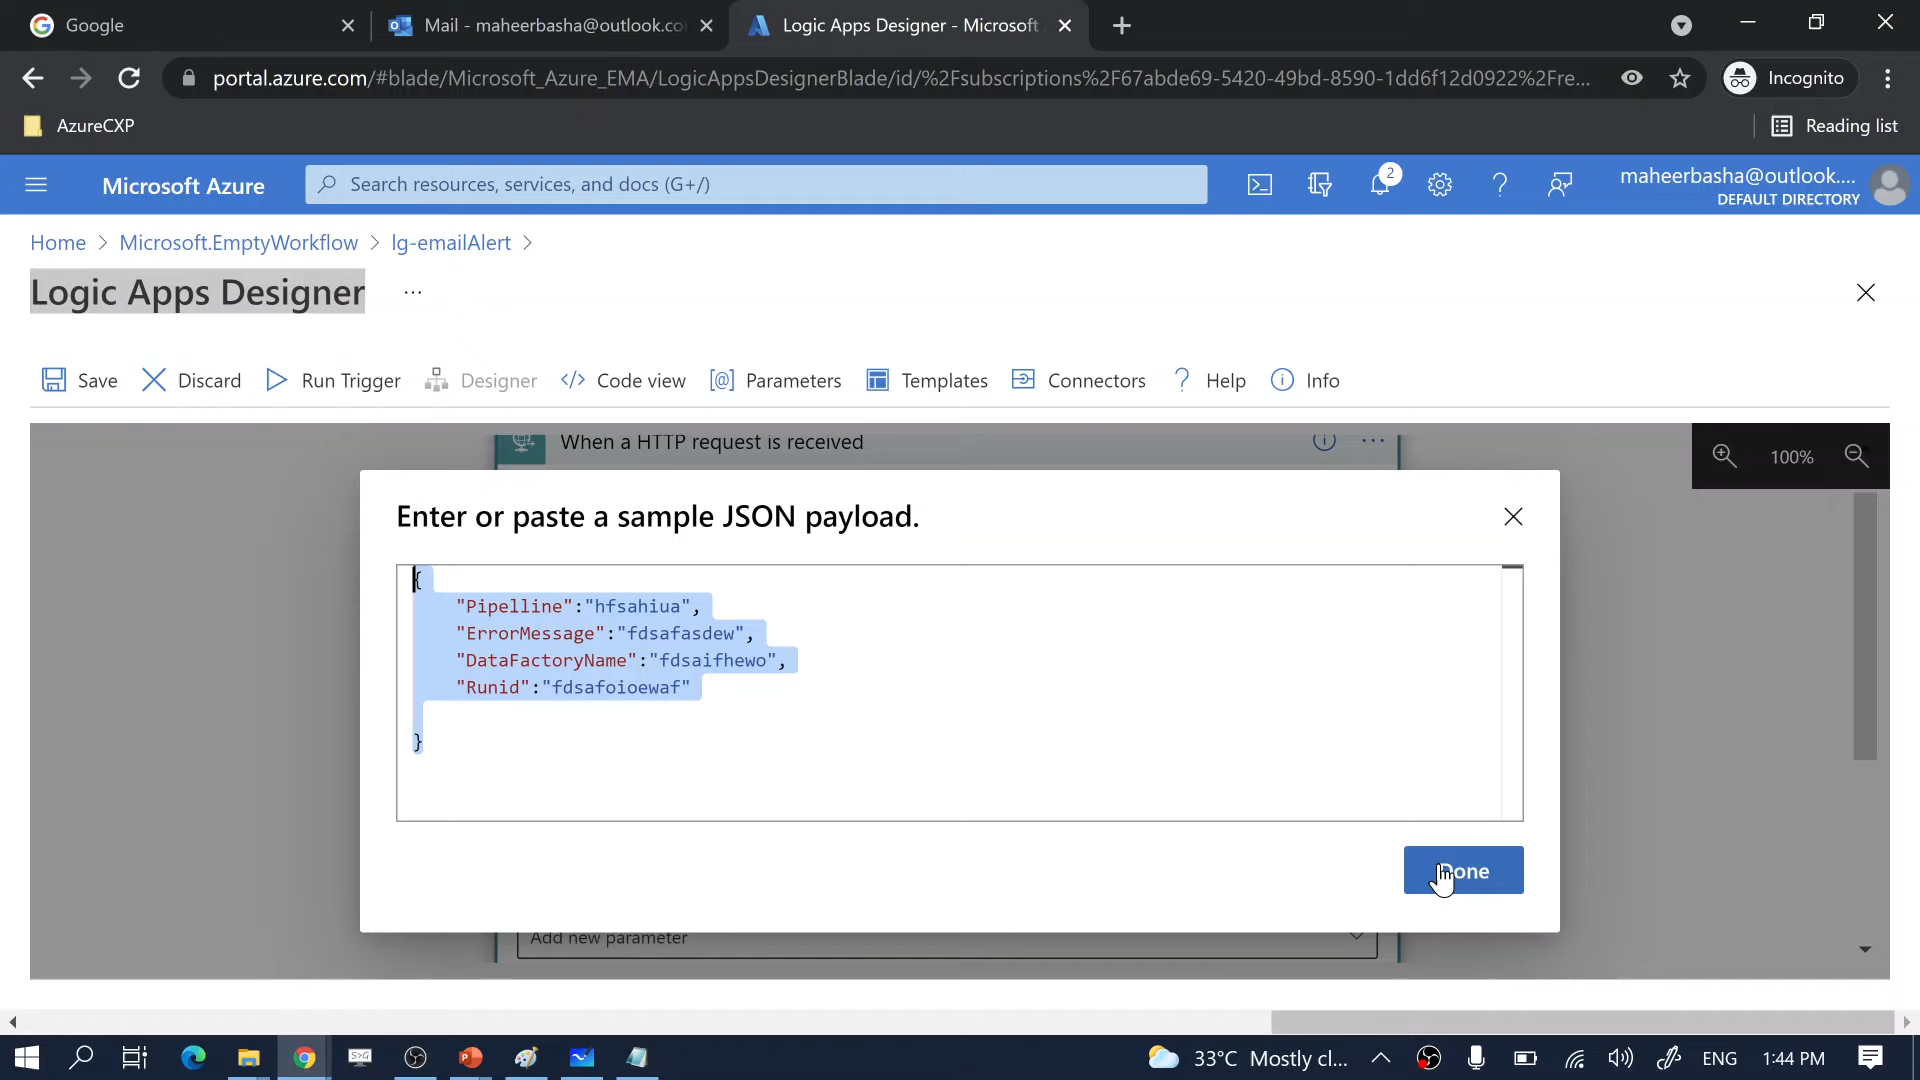 Google
Mail - maheerbasha@outlook.co
Logic Apps Designer - Microsoft
portal.azure.com/#blade/Microsoft_Azure_EMA/LogicAppsDesignerBlade/id/%2Fsubscriptions%2F67abde69-5420-49bd-8590-1dd6f12d0922%2Fre...
Incognito
AzureCXP
Reading list
Microsoft Azure
Search resources, services, and docs (G+/)
2
maheerbasha@outlook....
DEFAULT DIRECTORY
Home > Microsoft.EmptyWorkflow > lg-emailAlert >
Logic Apps Designer
...
Save
Discard
Run Trigger
Designer
Code view
Parameters
Templates
Connectors
Help
Info
When a HTTP request is received
100%
Enter or paste a sample JSON payload.
{
"Pipelline":"hfsahiua",
"ErrorMessage":"fdsafasdew",
"DataFactoryName":"fdsaifhewo",
"Runid":"fdsafoioewaf"
}
Done
Add new parameter
33°C Mostly cl...
ENG
1:44 PM